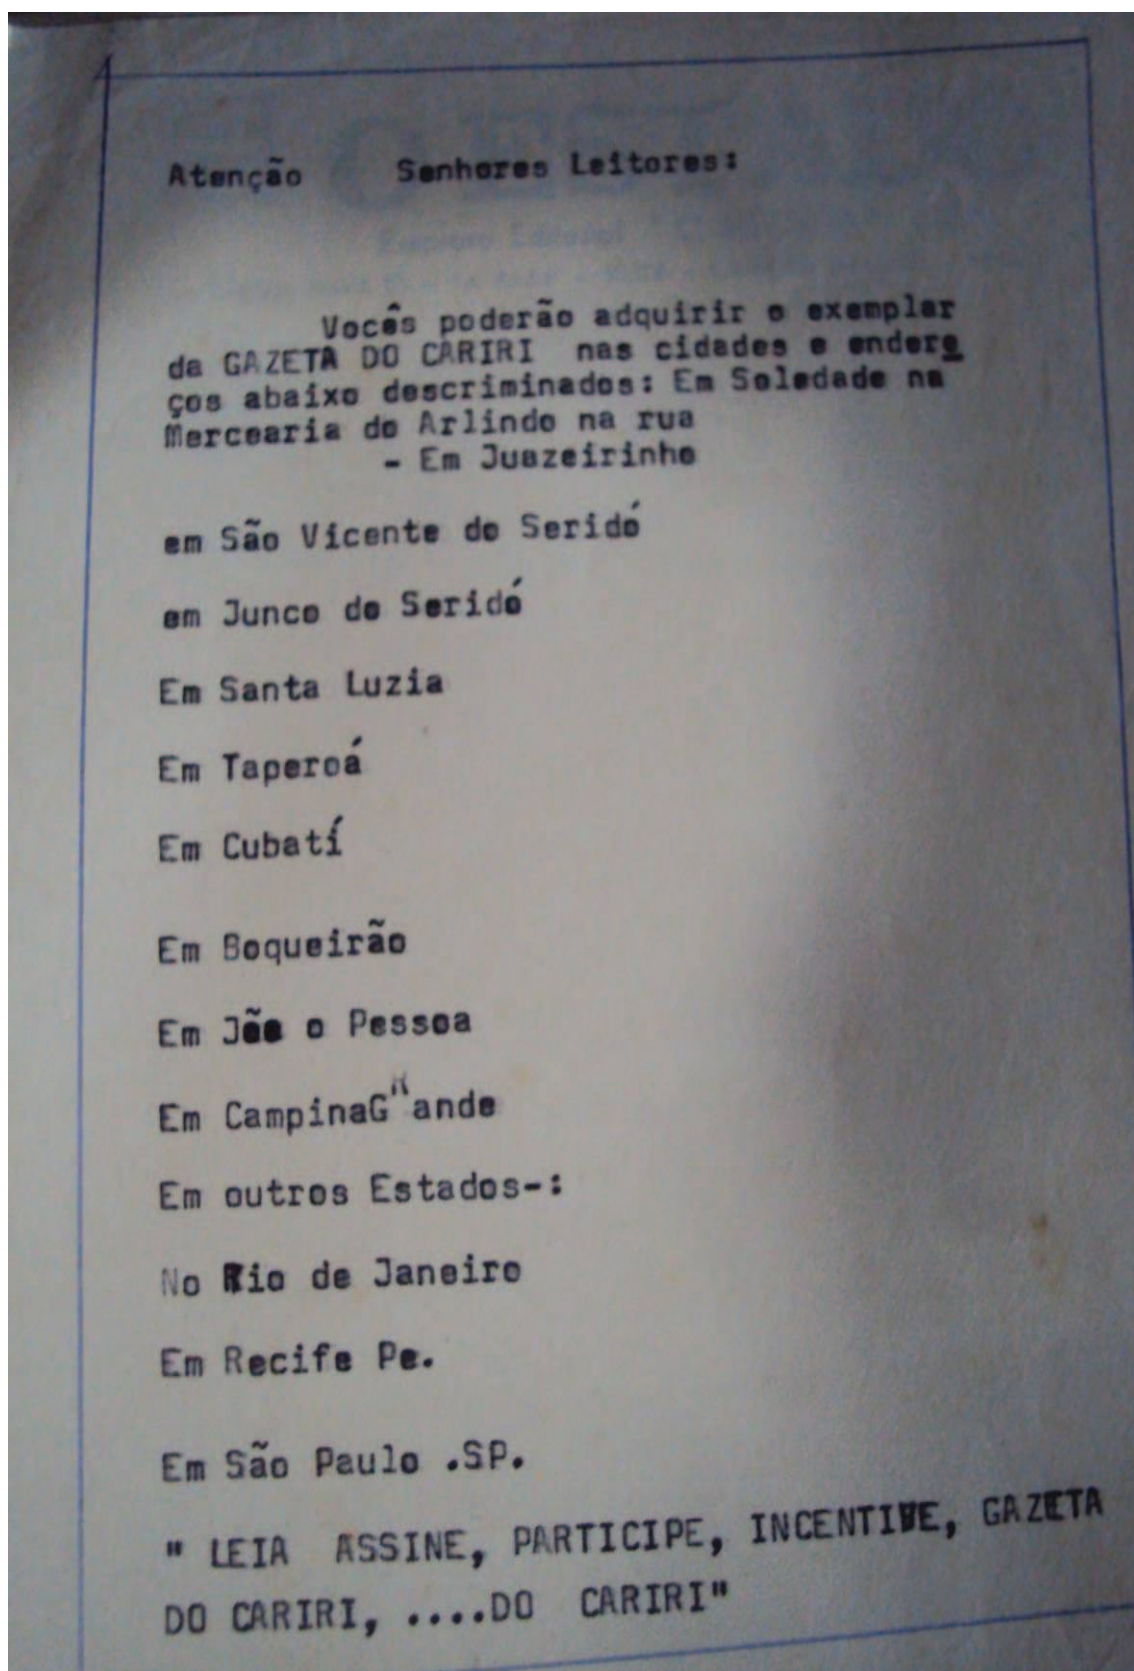 Atenção Senhores Leitores:
Vocês poderão adquirir o exemplar
da GAZETA DO CARIRI nas cidades e endere
ços abaixo descriminados: Em Soledade na
Mercearia do Arlindo na rua
- Em Juazeirinho
em São Vicente do Seridó
em Junco do Seridó
Em Santa Luzia
Em Taperoá
Em Cubatí
Em Boqueirão
Em Jão o Pessoa
Em CampinaGRande
Em outros Estados-:
No Rio de Janeiro
Em Recife Pe.
Em São Paulo .SP.
" LEIA ASSINE, PARTICIPE, INCENTIVE, GAZETA
DO CARIRI, ....DO CARIRI"